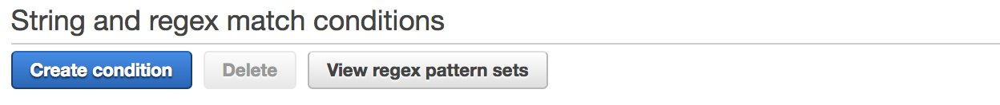 String and regex match conditions
Create condition Delete View regex pattern sets